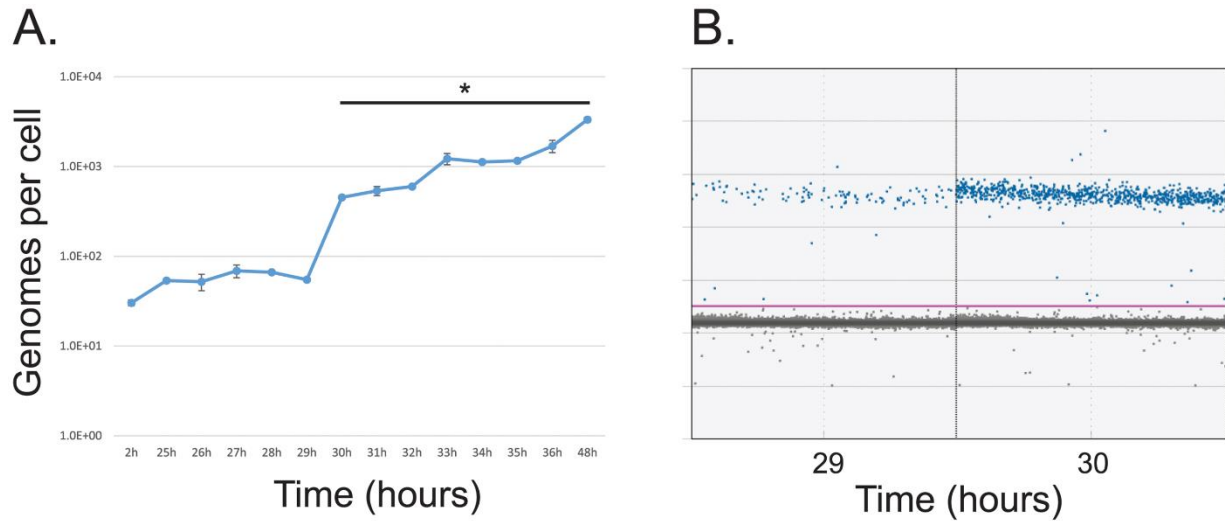 A.
1.0E+04
*
1.0E+03
1.0E+02
1.0E+01
1.0E+00
Genomes per cell
2h 25h 26h 27h 28h 29h 30h 31h 32h 33h 34h 35h 36h 48h
Time (hours)
B.
29 30
Time (hours)